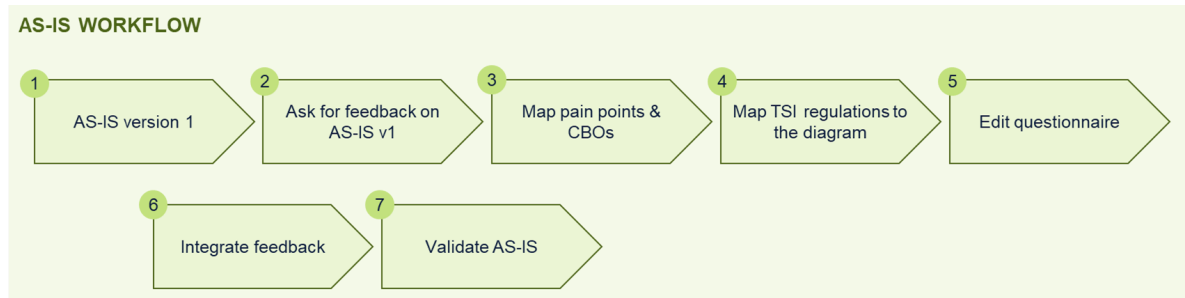 AS-IS WORKFLOW
1
AS-IS version 1
2
Ask for feedback on
AS-IS v1
3
Map pain points &
CBOs
4
Map TSI regulations to
the diagram
5
Edit questionnaire
6
Integrate feedback
7
Validate AS-IS